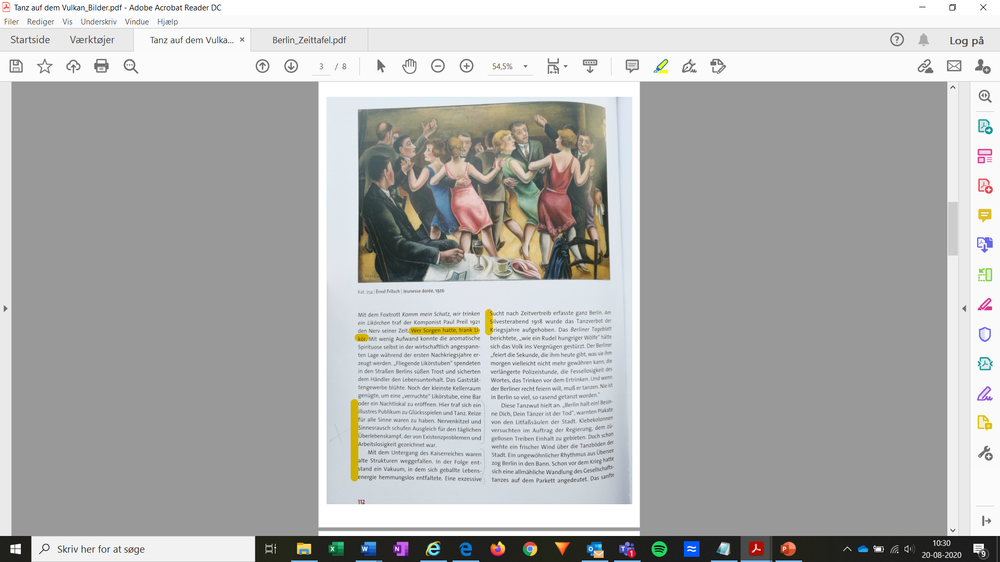 Tanz auf dem Vulkan_Bilder.pdf - Adobe Acrobat Reader DC
Filer Rediger Vis Underskriv Vindue Hjælp
Startside Værktøjer Tanz auf dem Vulka... × Berlin_Zeittafel.pdf Log på
3 / 8 54,5%
Kat. 254 | Ernst Fritsch | Jeunesse dorée, 1926
Mit dem Foxtrott Komm mein Schatz, wir trinken
ein Likörchen traf der Komponist Paul Preil 1921
den Nerv seiner Zeit. Wer Sorgen hatte, trank Li-
kör. Mit wenig Aufwand konnte die aromatische
Spirituose selbst in der wirtschaftlich angespann-
ten Lage während der ersten Nachkriegsjahre er-
zeugt werden. „Fliegende Likörstuben“ spendeten
in den Straßen Berlins süßen Trost und sicherten
dem Händler den Lebensunterhalt. Das Gaststät-
tengewerbe blühte. Noch der kleinste Kellerraum
genügte, um eine „verruchte“ Likörstube, eine Bar
oder ein Nachtlokal zu eröffnen. Hier traf sich ein
illustres Publikum zu Glücksspielen und Tanz. Reize
für alle Sinne waren zu haben. Nervenkitzel und
Sinnesrausch schufen Ausgleich für den täglichen
Überlebenskampf, der von Existenzproblemen und
Arbeitslosigkeit gezeichnet war.
Mit dem Untergang des Kaiserreiches waren
alte Strukturen weggefallen. In der Folge ent-
stand ein Vakuum, in dem sich geballte Lebens-
energie hemmungslos entfaltete. Eine exzessive
Sucht nach Zeitvertreib erfasste ganz Berlin. Am
Silvesterabend 1918 wurde das Tanzverbot der
Kriegsjahre aufgehoben. Das Berliner Tageblatt
berichtete, „wie ein Rudel hungriger Wölfe“ hätte
sich das Volk ins Vergnügen gestürzt. Der Berliner
„feiert die Sekunde, die ihm heute gibt, was sie ihm
morgen vielleicht nicht mehr gewähren kann, die
verlängerte Polizeistunde, die Fessellosigkeit des
Wortes, das Trinken vor dem Ertrinken. Und wenn
der Berliner recht feiern will, muß er tanzen. Nie ist
in Berlin so viel, so rasend getanzt worden.“
Diese Tanzwut hielt an. „Berlin halt ein! Besin-
ne Dich, Dein Tänzer ist der Tod“, warnten Plakate
von den Litfaßsäulen der Stadt. Klebekolonnen
versuchten im Auftrag der Regierung, dem zü-
gellosen Treiben Einhalt zu gebieten. Doch schon
wehte ein frischer Wind über die Tanzböden der
Stadt. Ein ungewöhnlicher Rhythmus aus Übersee
zog Berlin in den Bann. Schon vor dem Krieg hatte
sich eine allmähliche Wandlung des Gesellschafts-
tanzes auf dem Parkett angedeutet. Das sanfte
112
Skriv her for at søge
10:30
20-08-2020
1
9